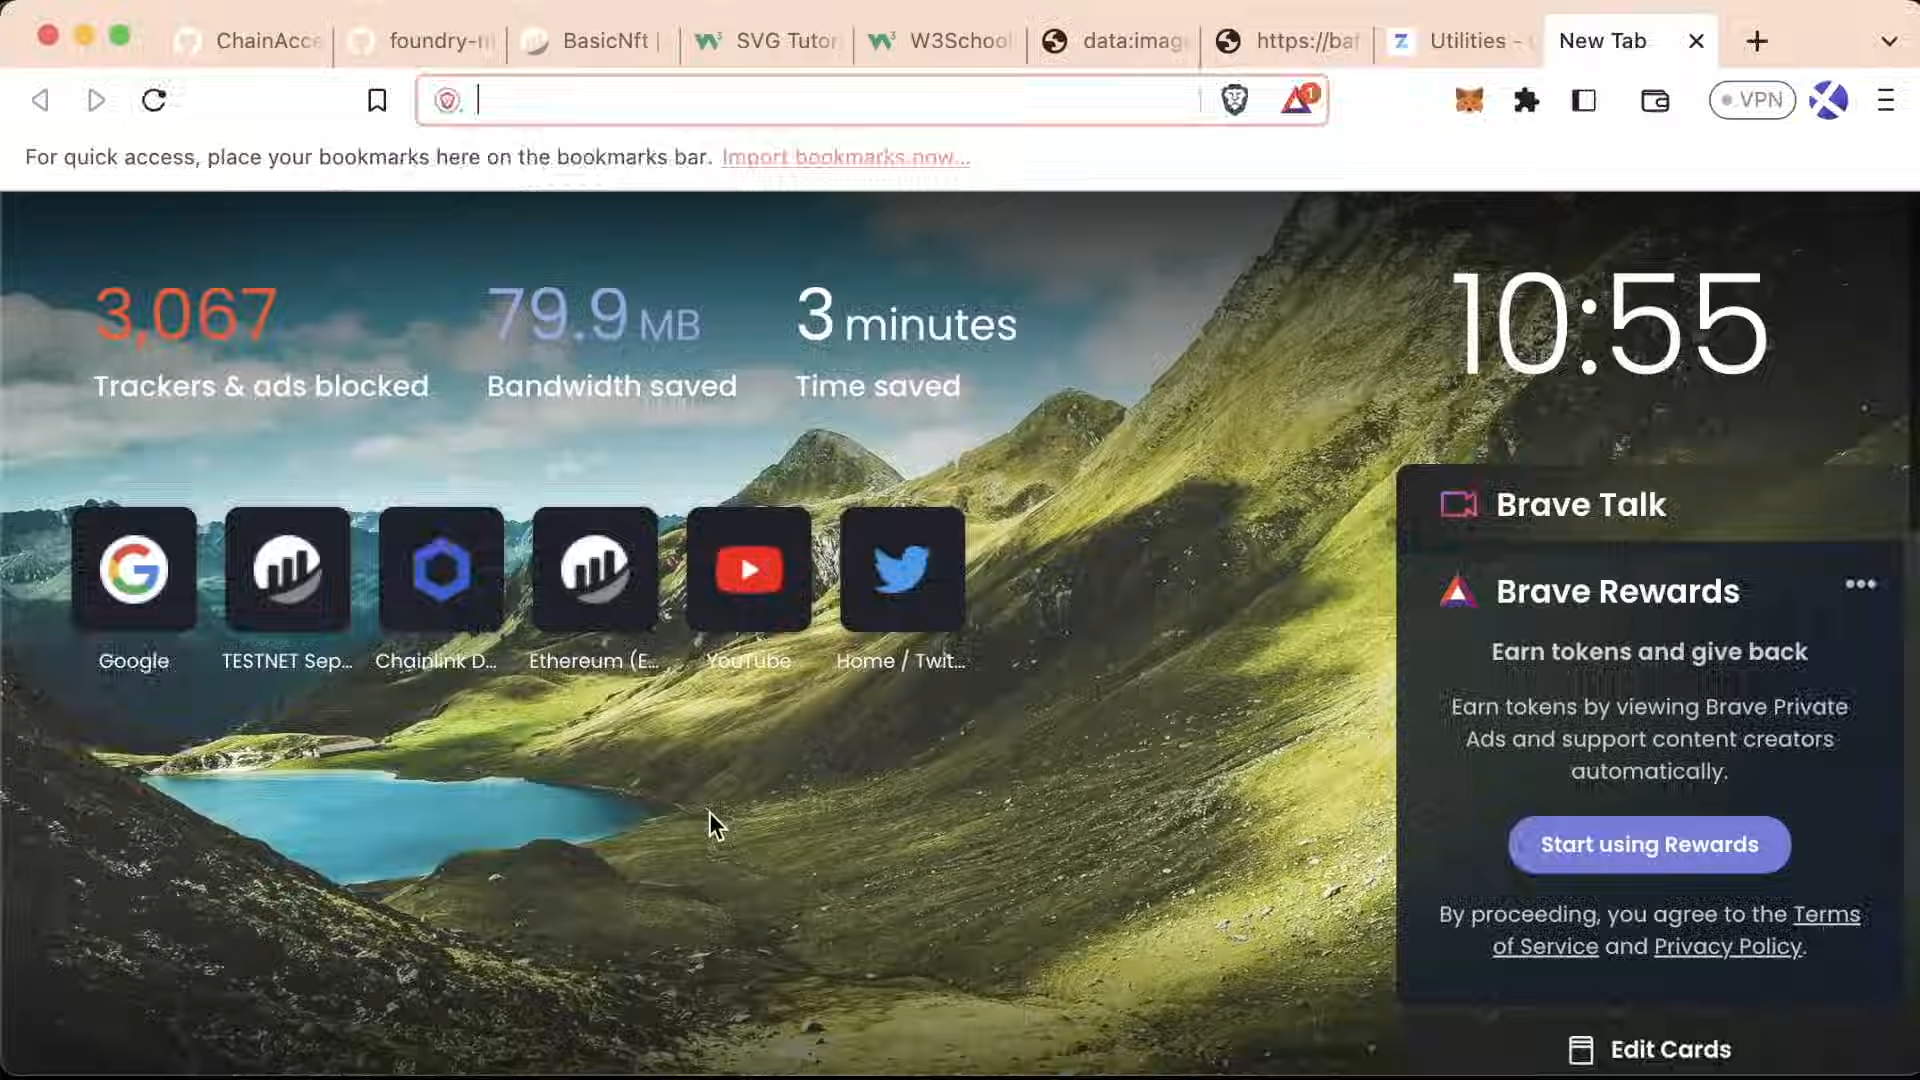 ChainAcce
foundry-
BasicNft |
SVG Tutor
W3School
data:imag
https://baf
Utilities -
New Tab
1
VPN
For quick access, place your bookmarks here on the bookmarks bar. Import bookmarks now...
3,067
Trackers & ads blocked
79.9 MB
Bandwidth saved
3 minutes
Time saved
10:55
Google
TESTNET Sep...
Chainlink D...
Ethereum (E...
YouTube
Home / Twit...
Brave Talk
Brave Rewards
Earn tokens and give back
Earn tokens by viewing Brave Private
Ads and support content creators
automatically.
Start using Rewards
By proceeding, you agree to the Terms
of Service and Privacy Policy.
Edit Cards